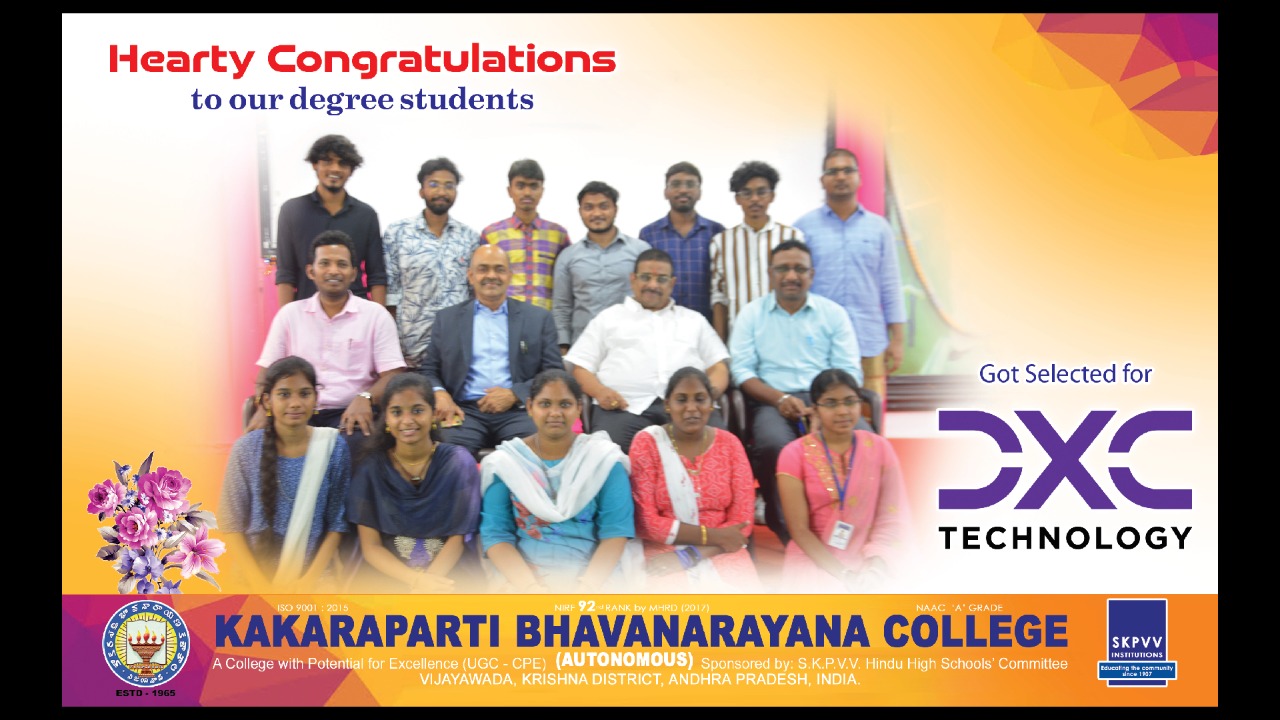 Hearty Congratulations
to our degree students
Got Selected for
DXC
TECHNOLOGY
ISO 9001 : 2015
NIRF 92nd RANK by MHRD (2017)
NAAC 'A' GRADE
KAKARAPARTI BHAVANARAYANA COLLEGE
A College with Potential for Excellence (UGC - CPE) (AUTONOMOUS) Sponsored by: S.K.P.V.V. Hindu High Schools' Committee
VIJAYAWADA, KRISHNA DISTRICT, ANDHRA PRADESH, INDIA.
ESTD - 1965
SKPVV
INSTITUTIONS
Educating the community
since 1907